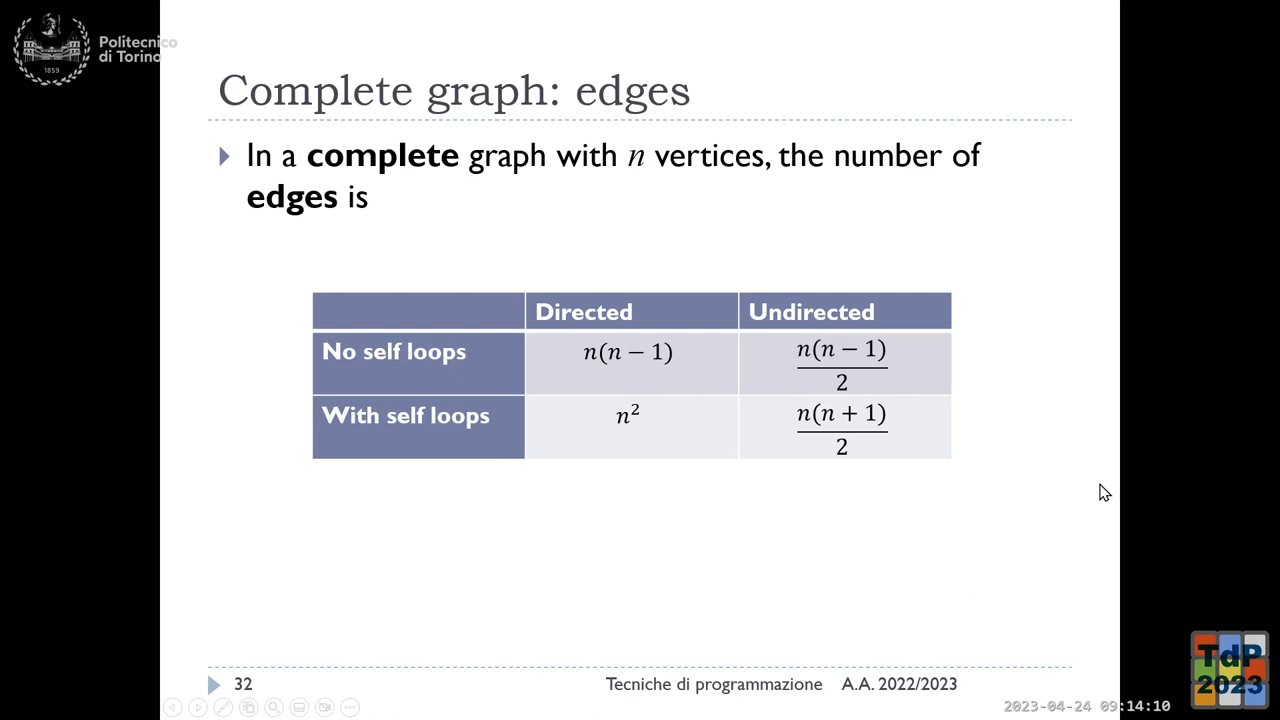 Politecnico
di Torino
1859
Complete graph: edges
In a complete graph with n vertices, the number of
edges is
Directed Undirected
No self loops n(n − 1) n(n − 1)/2
With self loops n² n(n + 1)/2
32 Tecniche di programmazione A.A. 2022/2023
TdP
2023
2023-04-24 09:14:10